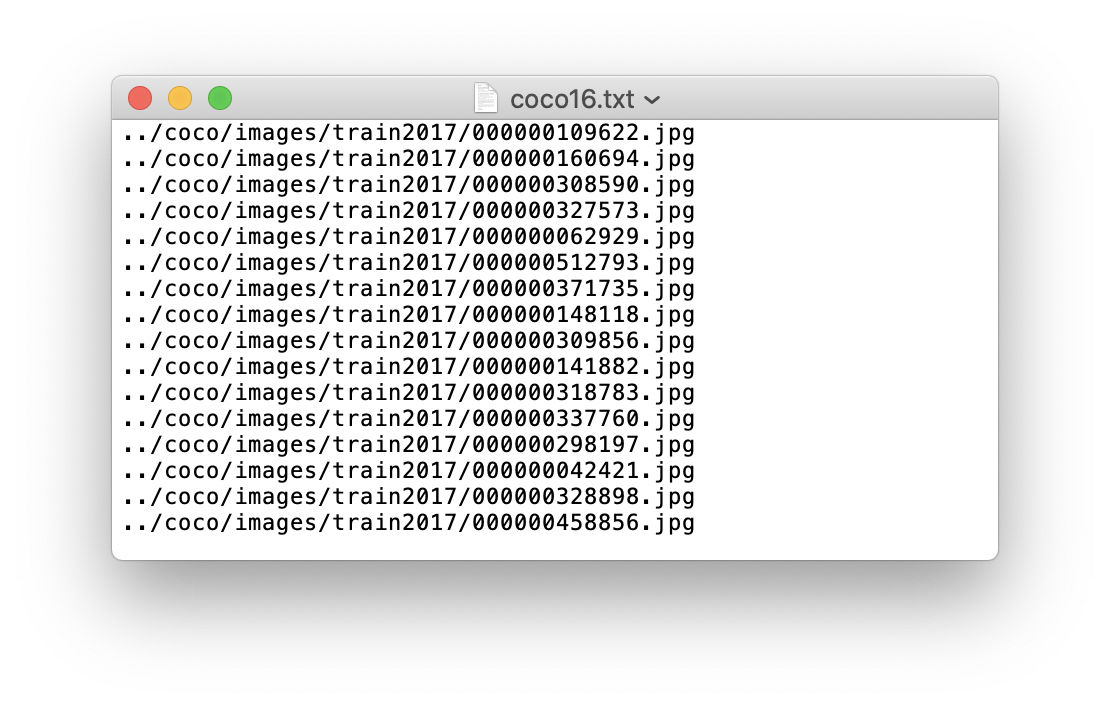 coco16.txt
../coco/images/train2017/000000109622.jpg
../coco/images/train2017/000000160694.jpg
../coco/images/train2017/000000308590.jpg
../coco/images/train2017/000000327573.jpg
../coco/images/train2017/000000062929.jpg
../coco/images/train2017/000000512793.jpg
../coco/images/train2017/000000371735.jpg
../coco/images/train2017/000000148118.jpg
../coco/images/train2017/000000309856.jpg
../coco/images/train2017/000000141882.jpg
../coco/images/train2017/000000318783.jpg
../coco/images/train2017/000000337760.jpg
../coco/images/train2017/000000298197.jpg
../coco/images/train2017/000000042421.jpg
../coco/images/train2017/000000328898.jpg
../coco/images/train2017/000000458856.jpg